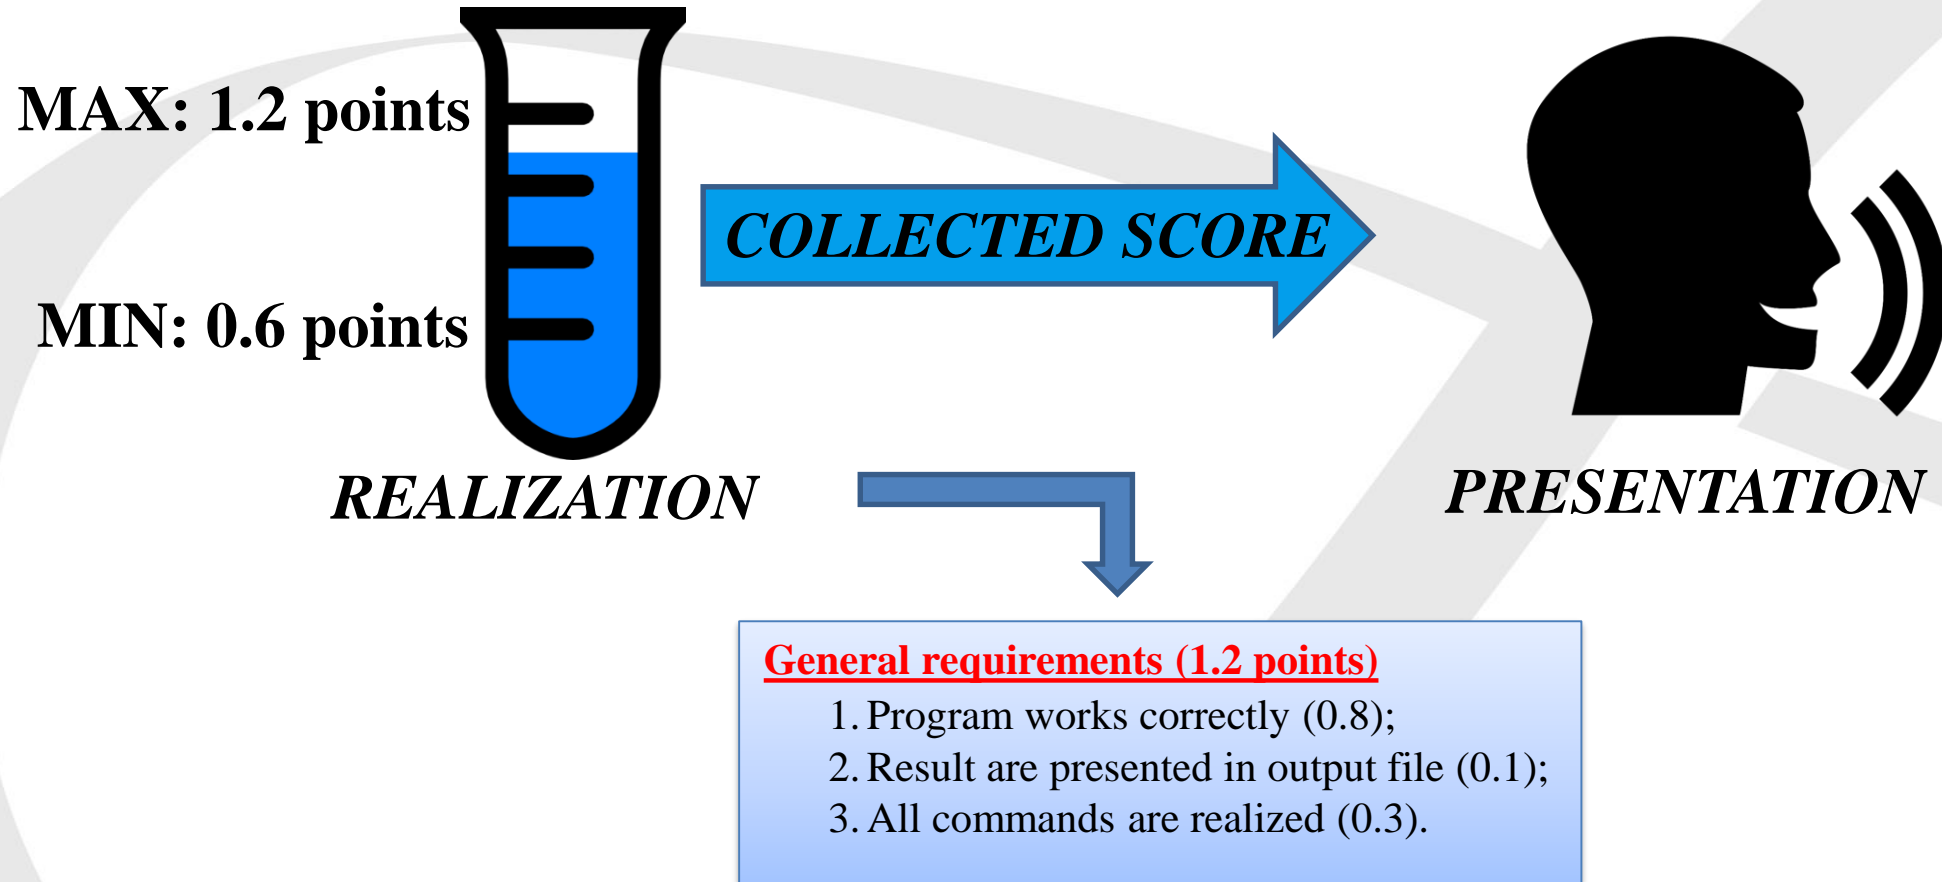 MAX: 1.2 points
MIN: 0.6 points
COLLECTED SCORE
REALIZATION
PRESENTATION
General requirements (1.2 points)
1. Program works correctly (0.8);
2. Result are presented in output file (0.1);
3. All commands are realized (0.3).